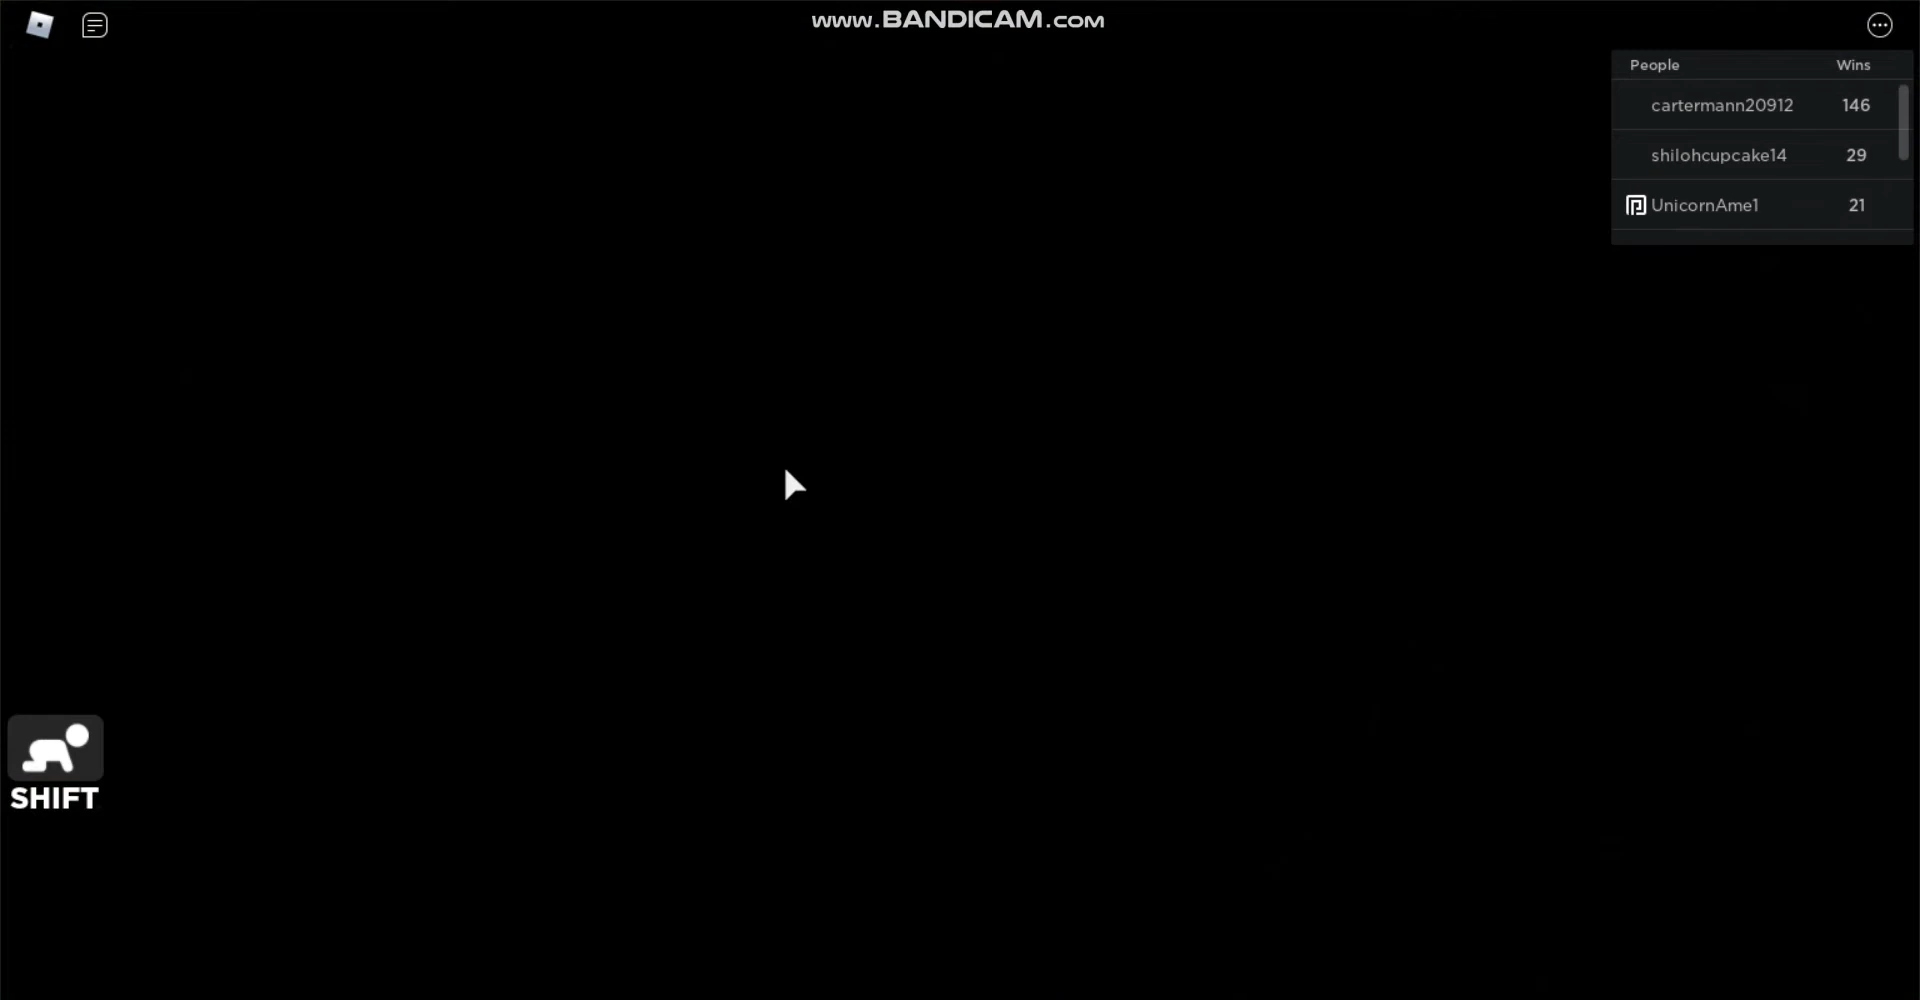 www.BANDICAM.com
People Wins
cartermann20912 146
shilohcupcake14 29
UnicornAme1 21
SHIFT